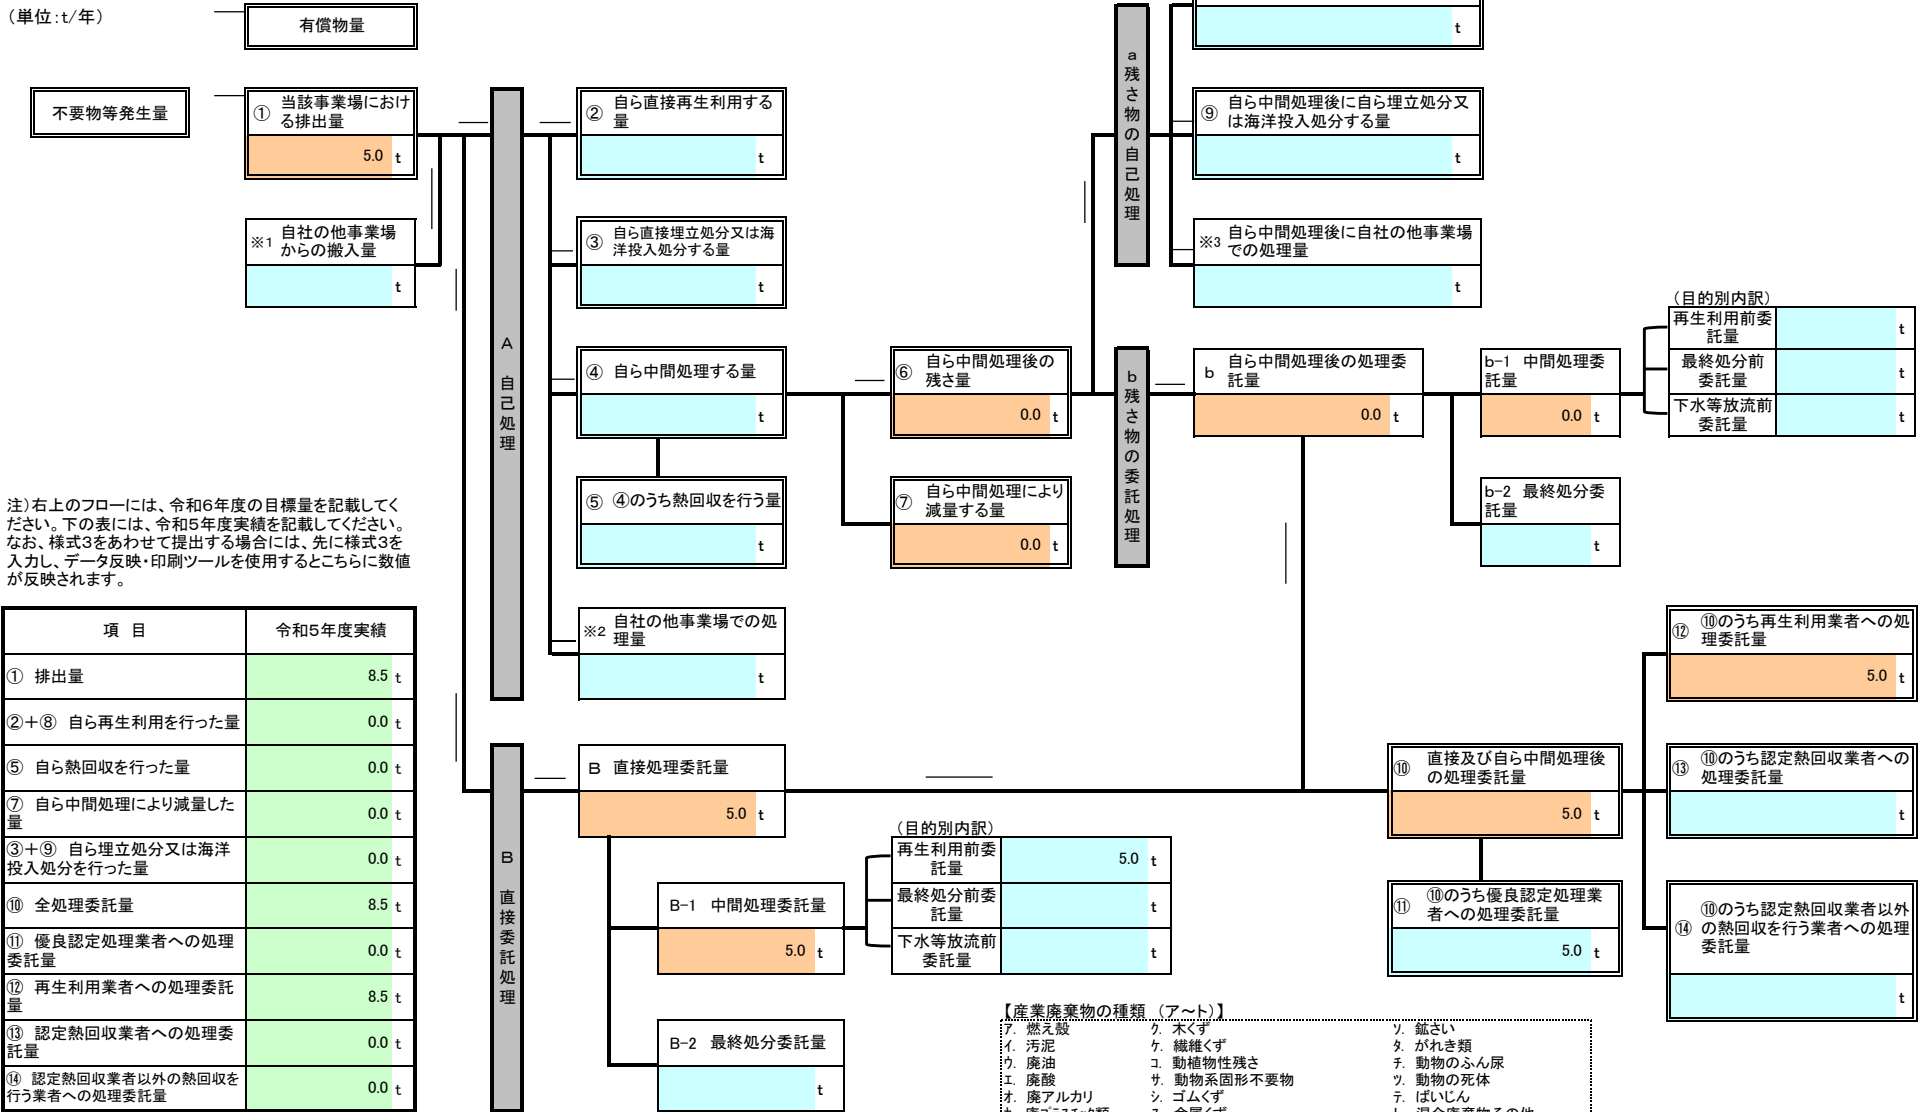 (単位:t/年)
有償物量
t
不要物等発生量
① 当該事業場におけ
る排出量
5.0 t
※1 自社の他事業場
からの搬入量
t
A 自己処理
② 自ら直接再生利用する
量
t
③ 自ら直接埋立処分又は海
洋投入処分する量
t
④ 自ら中間処理する量
t
⑤ ④のうち熱回収を行う量
t
※2 自社の他事業場での処
理量
t
⑥ 自ら中間処理後の
残さ量
0.0 t
⑦ 自ら中間処理により
減量する量
0.0 t
a 残さ物の自己処理
⑨ 自ら中間処理後に自ら埋立処分又
は海洋投入処分する量
t
※3 自ら中間処理後に自社の他事業場
での処理量
t
b 残さ物の委託処理
b 自ら中間処理後の処理委
託量
0.0 t
b-1 中間処理委
託量
0.0 t
(目的別内訳)
再生利用前委
託量
t
最終処分前
委託量
t
下水等放流前
委託量
t
b-2 最終処分委
託量
t
注)右上のフローには、令和6年度の目標量を記載してく
ださい。下の表には、令和5年度実績を記載してください。
なお、様式3をあわせて提出する場合には、先に様式3を
入力し、データ反映・印刷ツールを使用するとこちらに数値
が反映されます。
項 目 令和5年度実績
① 排出量 8.5 t
②+⑧ 自ら再生利用を行った量 0.0 t
⑤ 自ら熱回収を行った量 0.0 t
⑦ 自ら中間処理により減量した
量 0.0 t
③+⑨ 自ら埋立処分又は海洋
投入処分を行った量 0.0 t
⑩ 全処理委託量 8.5 t
⑪ 優良認定処理業者への処理
委託量 0.0 t
⑫ 再生利用業者への処理委託
量 8.5 t
⑬ 認定熱回収業者への処理委
託量 0.0 t
⑭ 認定熱回収業者以外の熱回収を
行う業者への処理委託量 0.0 t
B 直接委託処理
B 直接処理委託量
5.0 t
B-1 中間処理委託量
5.0 t
(目的別内訳)
再生利用前委
託量
5.0 t
最終処分前委
託量
t
下水等放流前
委託量
t
B-2 最終処分委託量
t
⑩ 直接及び自ら中間処理後
の処理委託量
5.0 t
⑪ ⑩のうち優良認定処理業
者への処理委託量
5.0 t
⑫ ⑩のうち再生利用業者への処
理委託量
5.0 t
⑬ ⑩のうち認定熱回収業者への
処理委託量
t
⑭ ⑩のうち認定熱回収業者以外
の熱回収を行う業者への処理
委託量
t
【産業廃棄物の種類 (ア~ト)】
ア. 燃え殻 ク. 木くず ソ. 鉱さい
イ. 汚泥 ケ. 繊維くず タ. がれき類
ウ. 廃油 コ. 動植物性残さ チ. 動物のふん尿
エ. 廃酸 サ. 動物系固形不要物 ツ. 動物の死体
オ. 廃アルカリ シ. ゴムくず テ. ばいじん